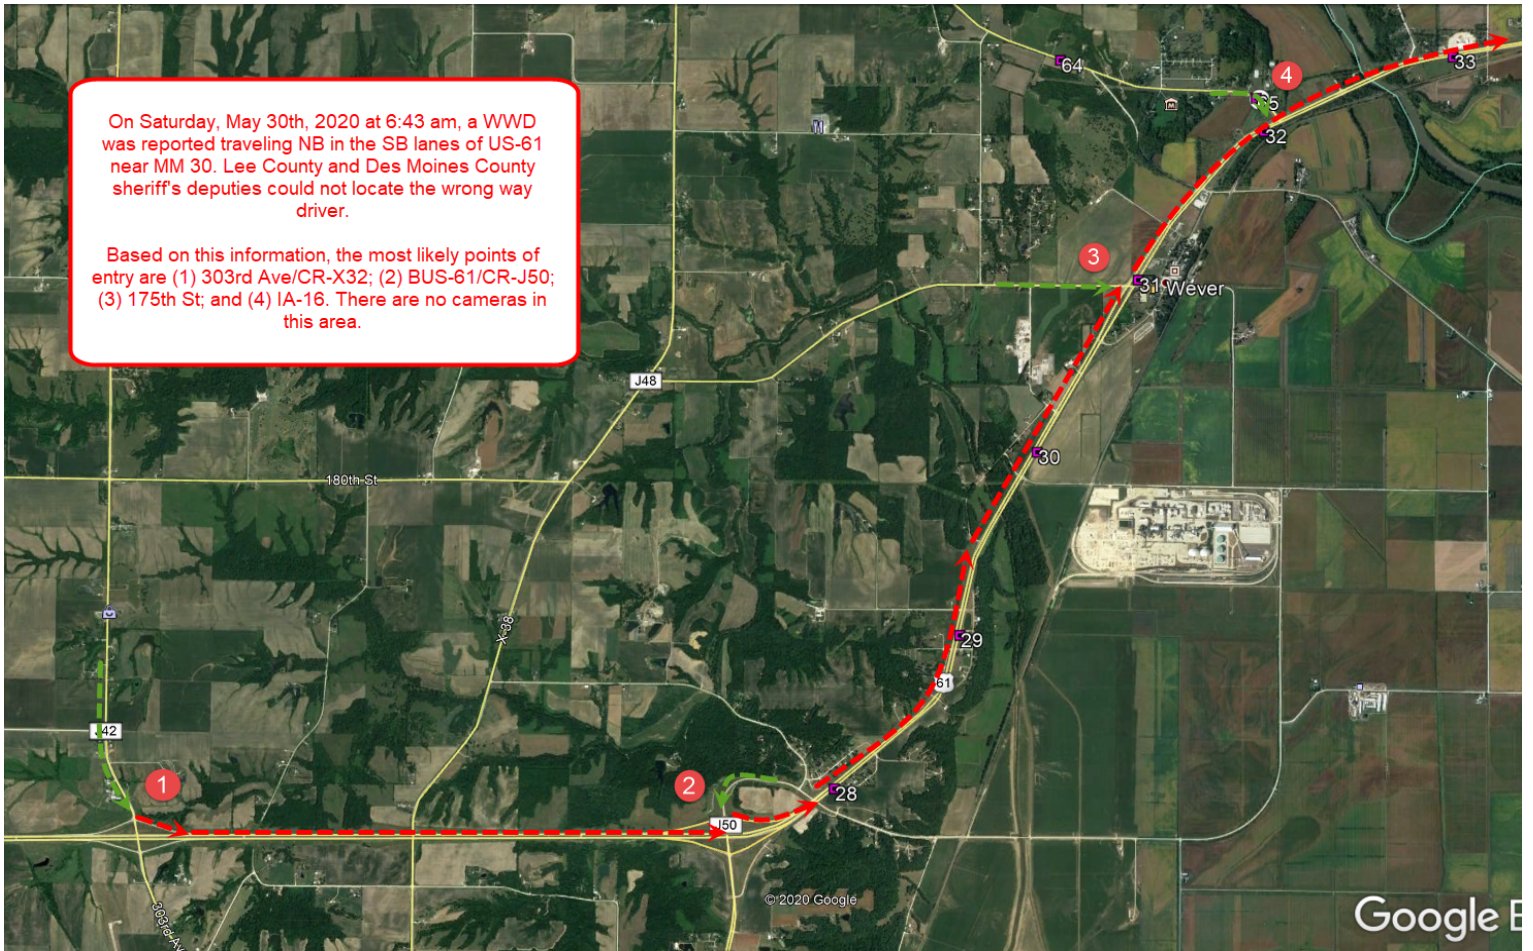 On Saturday, May 30th, 2020 at 6:43 am, a WWD
was reported traveling NB in the SB lanes of US-61
near MM 30. Lee County and Des Moines County
sheriff's deputies could not locate the wrong way
driver.
Based on this information, the most likely points of
entry are (1) 303rd Ave/CR-X32; (2) BUS-61/CR-J50;
(3) 175th St; and (4) IA-16. There are no cameras in
this area.
33
64
4
32
3
31
Wever
J48
30
180th St
X 38
29
61
J42
1
2
28
J50
303rd Av
© 2020 Google
Google E